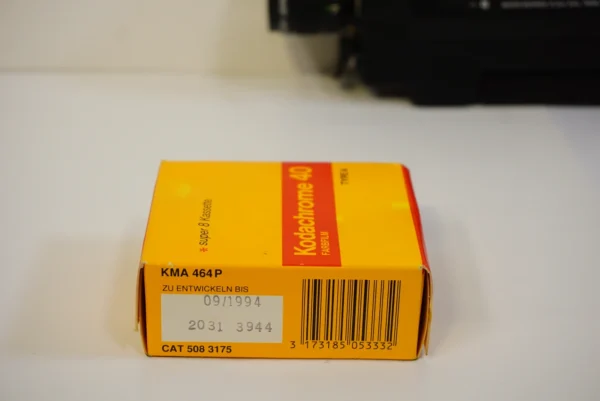 super 8 Kassette
Kodachrome 40
FARBFILM
TYPE A
KMA 464 P
ZU ENTWICKELN BIS
09/1994
2031 3944
CAT 508 3175
3 173185 053332